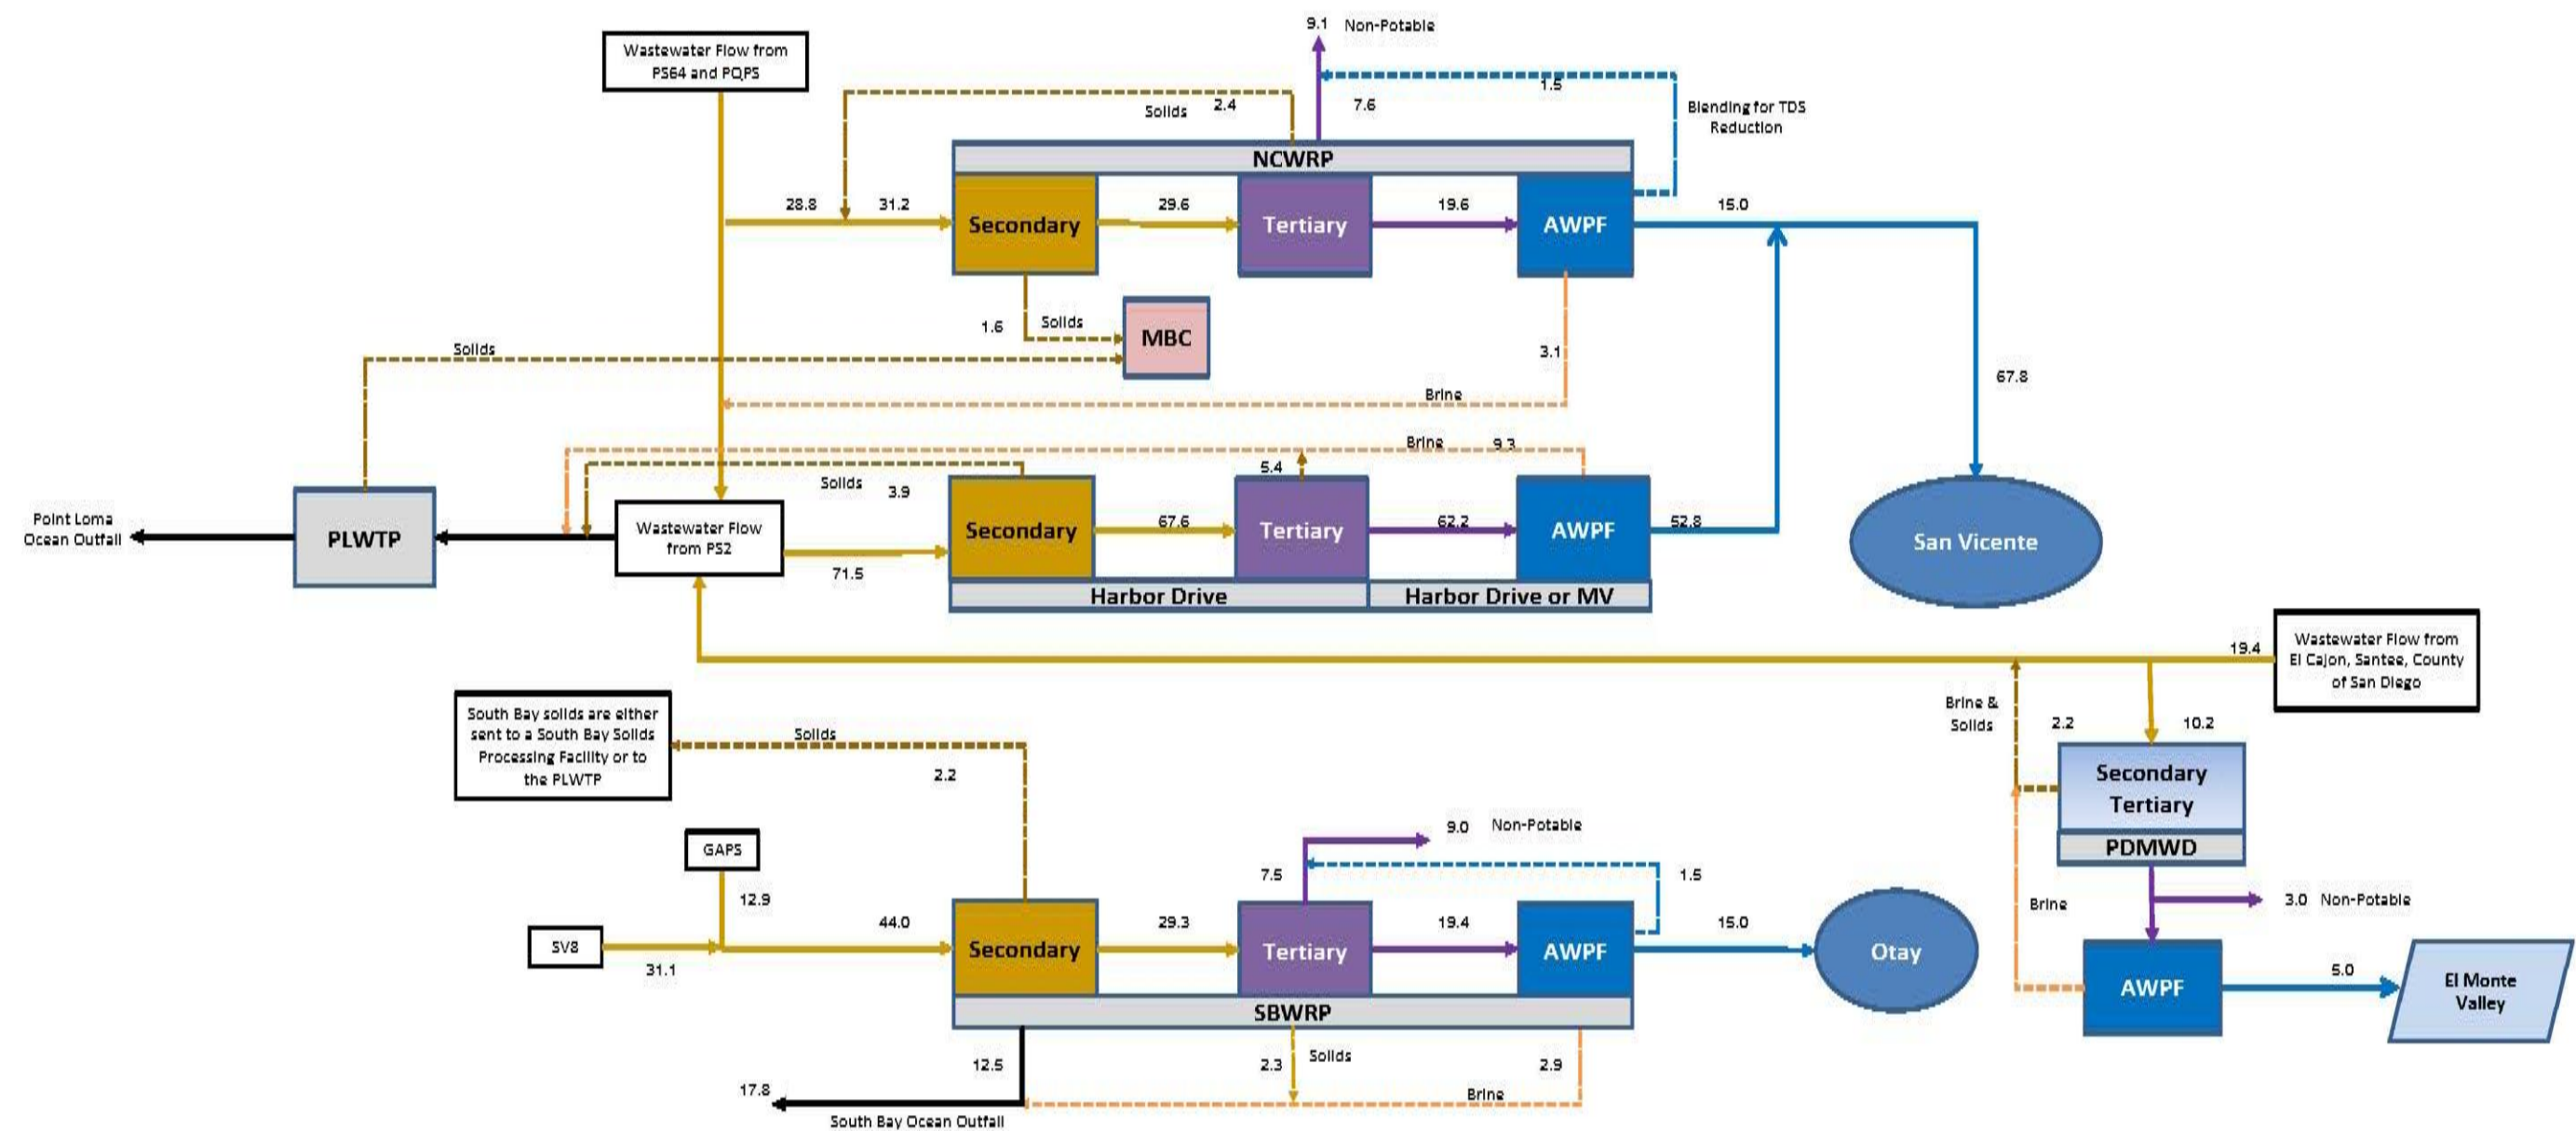 9.1 Non-Potable
Wastewater Flow from
PS64 and PQPS
1.5
Solids 2.4
7.6
Blending for TDS
Reduction
NCWRP
28.8 31.2
Secondary
29.6
Tertiary
19.6
AWPF
15.0
1.6 Solids
MBC
Solids
3.1
67.8
Brine
Brine 9.3
5.4
Solids 3.9
Point Loma
Ocean Outfall
PLWTP
Wastewater Flow
from PS2
71.5
Secondary
67.6
Tertiary
62.2
AWPF
52.8
San Vicente
Harbor Drive
Harbor Drive or MV
19.4
Wastewater Flow from
El Cajon, Santee, County
of San Diego
Brine &
Solids
2.2 10.2
South Bay solids are either
sent to a South Bay Solids
Processing Facility or to
the PLWTP
Solids
2.2
Secondary
Tertiary
PDMWD
GAPS
12.9
9.0 Non-Potable
7.5
1.5
3.0 Non-Potable
Brine
SV8
31.1
44.0
Secondary
29.3
Tertiary
19.4
AWPF
15.0
Otay
AWPF
5.0
El Monte
Valley
SBWRP
12.5
2.3 Solids
2.9
17.8
Brine
South Bay Ocean Outfall